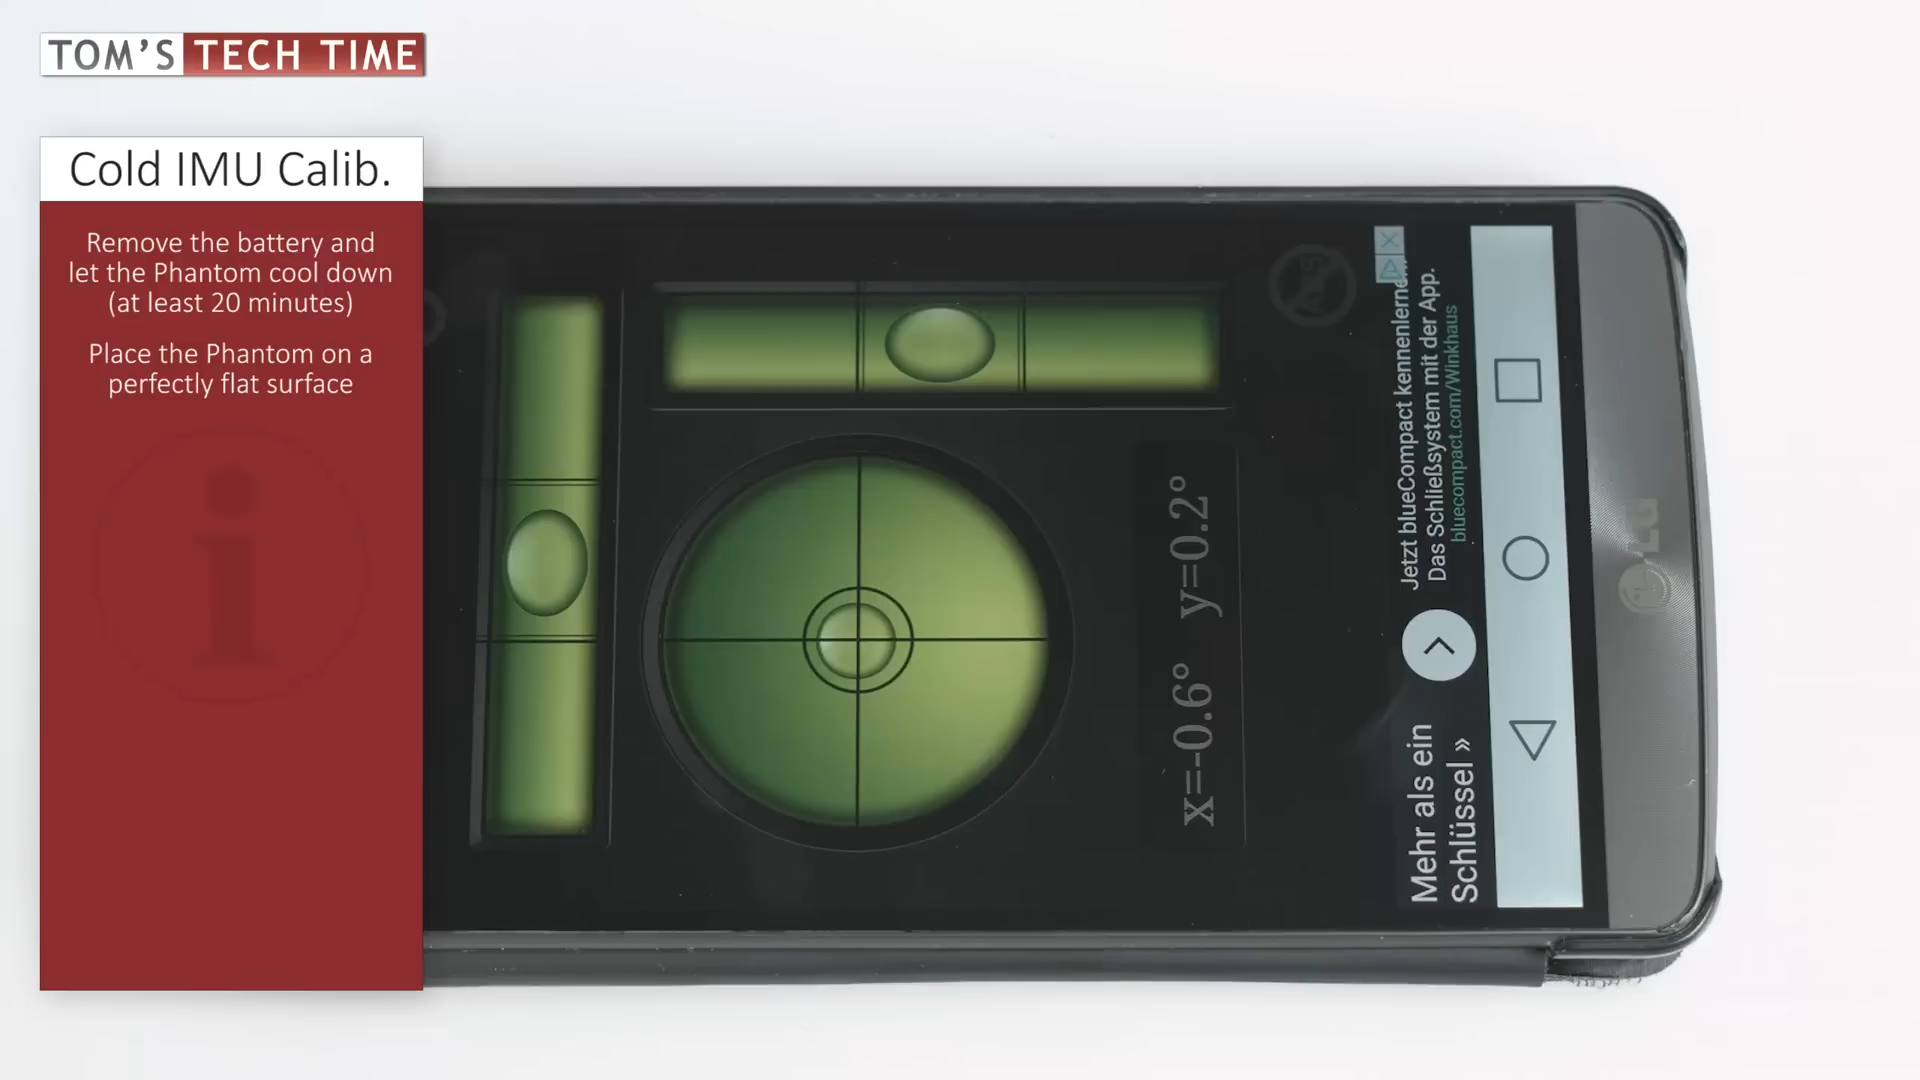 TOM'S TECH TIME
Cold IMU Calib.
Remove the battery and
let the Phantom cool down
(at least 20 minutes)
Place the Phantom on a
perfectly flat surface
x=-0.6° y=0.2°
Mehr als ein
Schlüssel »
Jetzt blueCompact kennenlerne
Das Schließsystem mit der App.
bluecompact.com/Winkhaus
LG